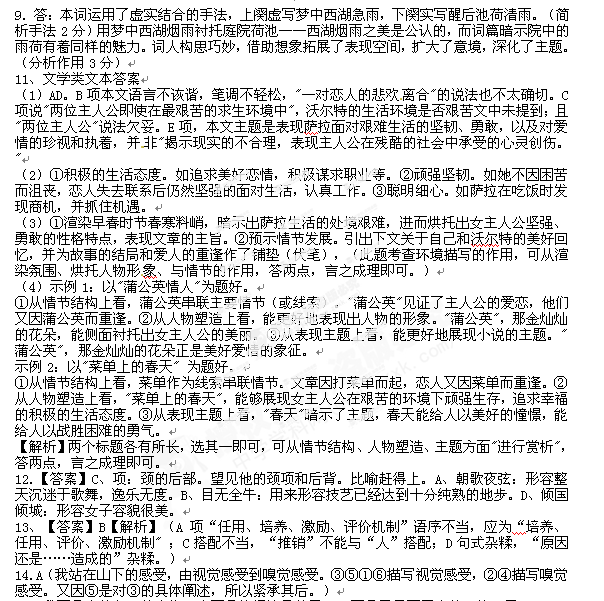 9．答：本词运用了虚实结合的手法，上阕虚写梦中西湖急雨，下阕实写醒后池荷清雨。（简
析手法 2 分）用梦中西湖烟雨衬托庭院荷池——西湖烟雨之美是公认的，而词篇暗示院中的
雨荷有着同样的魅力。词人构思巧妙，借助想象拓展了表现空间，扩大了意境，深化了主题。
（分析作用 3 分）
11、文学类文本答案
（1）AD。B 项本文语言不诙谐，笔调不轻松，"一对恋人的悲欢离合"的说法也不太确切。C
项说"两位主人公即使在最艰苦的求生环境中"，沃尔特的生活环境是否艰苦文中未提到；且
"两位主人公"说法欠妥。E 项，本文主题是表现萨拉面对艰难生活的坚韧、勇敢，以及对爱
情的珍视和执着，并非"揭示现实的不合理，表现主人公在残酷的社会中承受的心灵创伤。
"
（2）①积极的生活态度。如追求美好恋情，积极谋求职业等。②顽强坚韧。如她不因困苦
而沮丧，恋人失去联系后仍然坚强的面对生活，认真工作。③聪明细心。如萨拉在吃饭时发
现商机，并抓住机遇。
（3）①渲染早春时节春寒料峭，暗示出萨拉生活的处境艰难，进而烘托出女主人公坚强、
勇敢的性格特点，表现文章的主旨。②预示情节发展。引出下文关于自己和沃尔特的美好回
忆，并为故事的结局和爱人的重逢作了铺垫（伏笔），（此题考查环境描写的作用，可从渲
染氛围、烘托人物形象、与情节的作用，答两点，言之成理即可。）
（4）示例 1：以"蒲公英情人"为题好。
①从情节结构上看，蒲公英串联主要情节（或线索）。"蒲公英"见证了主人公的爱恋，他们
又因蒲公英而重逢。②从人物塑造上看，能更好地表现出人物的形象。"蒲公英"，那金灿灿
的花朵，能侧面衬托出女主人公的美丽。③从表现主题上看，能更好地展现小说的主题。"
蒲公英"，那金灿灿的花朵正是美好爱情的象征。
示例 2：以"菜单上的春天" 为题好。
①从情节结构上看，菜单作为线索串联情节。文章因打菜单而起，恋人又因菜单而重逢。②
从人物塑造上看，"菜单上的春天"，能够展现女主人公在艰苦的环境下顽强生存，追求幸福
的积极的生活态度。③从表现主题上看，"春天"暗示了主题，春天能给人以美好的憧憬，能
给人以战胜困难的勇气。
【解析】两个标题各有所长，选其一即可，可从情节结构、人物塑造、主题方面"进行赏析"，
答两点，言之成理即可。
12.【答案】C、项：颈的后部。望见他的颈项和后背。比喻赶得上。A、朝歌夜弦：形容整
天沉迷于歌舞，逸乐无度。B、目无全牛：用来形容技艺已经达到十分纯熟的地步。D、倾国
倾城：形容女子容貌很美。
13、【答案】B【解析】（A 项“任用、培养、激励、评价机制”语序不当，应为“培养、
任用、评价、激励机制”；C 搭配不当，“推销”不能与“人”搭配；D 句式杂糅，“原因
还是……造成的”杂糅。）
14.A（我站在山下的感受，由视觉感受到嗅觉感受。③⑤①⑥描写视觉感受，②④描写嗅觉
感受。又因⑤是对③的具体阐述，所以紧承其后。）